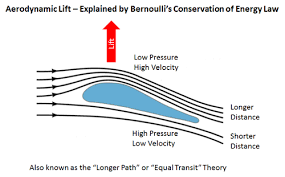 Aerodynamic Lift – Explained by Bernoulli's Conservation of Energy Law
Lift
Low Pressure
High Velocity
Longer
Distance
High Pressure
Low Velocity
Shorter
Distance
Also known as the "Longer Path" or "Equal Transit" Theory